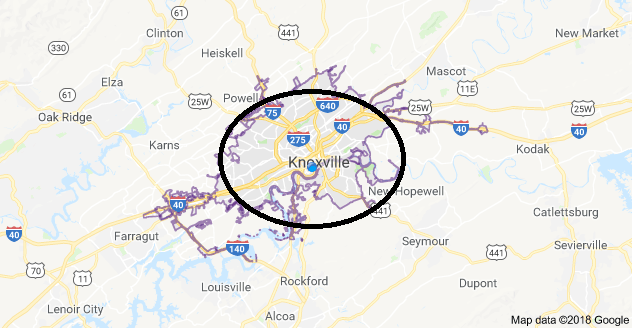 61
441
New Market
Clinton
330
Heiskell
61
Mascot
Elza
Powell
11E
25W
75
640
25W
Oak Ridge
40
40
40
275
Karns
Kodak
Knoxville
New Hopewell
40
441
Catlettsburg
40
Farragut
Seymour
140
Sevierville
441
70
11
Rockford
Louisville
Dupont
Lenoir City
Alcoa
Map data ©2018 Google